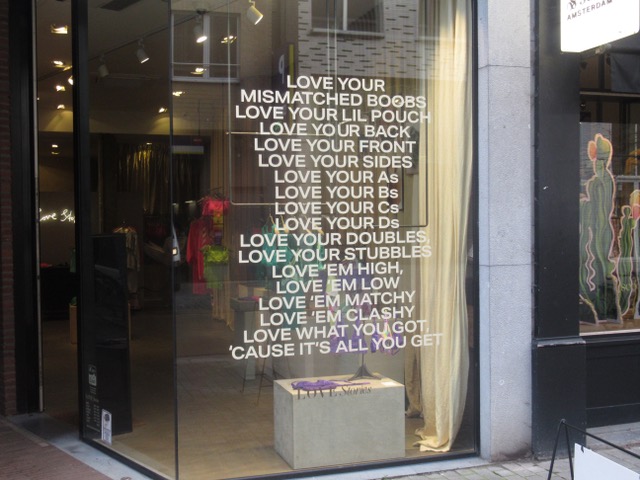 AMSTERDAM
LOVE YOUR
MISMATCHED BOOBS
LOVE YOUR LIL POUCH
LOVE YOUR BACK
LOVE YOUR FRONT
LOVE YOUR SIDES
LOVE YOUR As
LOVE YOUR Bs
LOVE YOUR Cs
LOVE YOUR Ds
LOVE YOUR DOUBLES,
LOVE YOUR STUBBLES
LOVE 'EM HIGH,
LOVE 'EM LOW
LOVE 'EM MATCHY
LOVE 'EM CLASHY
LOVE WHAT YOU GOT,
'CAUSE IT'S ALL YOU GET
LOVE Stories